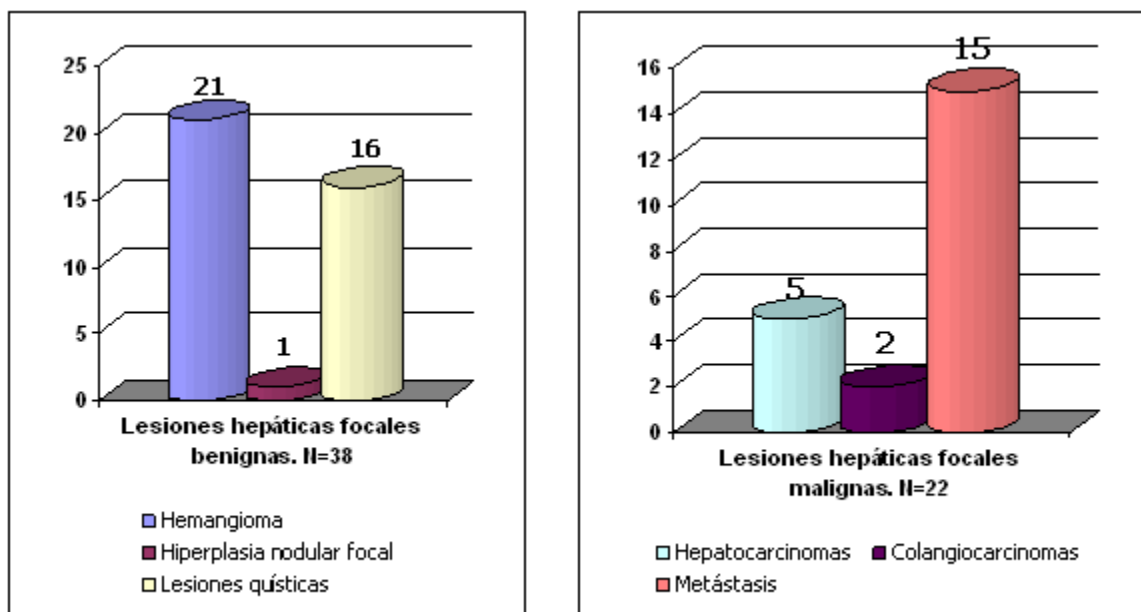 25
20
15
10
5
0
21
1
16
Lesiones hepáticas focales
benignas. N=38
Hemangioma
Hiperplasia nodular focal
Lesiones quísticas
16
14
12
10
8
6
4
2
0
5
2
15
Lesiones hepáticas focales
malignas. N=22
Hepatocarcinomas Colangiocarcinomas
Metástasis